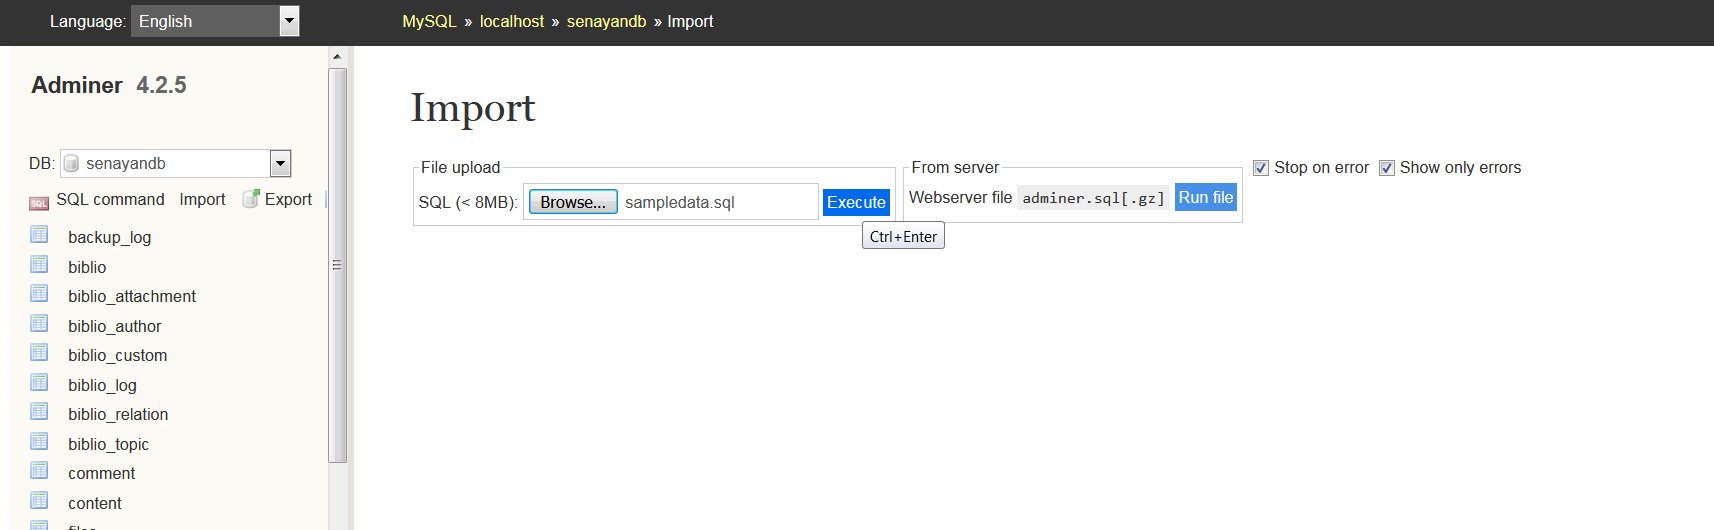 Language: English
MySQL » localhost » senayandb » Import
Adminer 4.2.5
DB: senayandb
SQL SQL command Import Export
backup_log
biblio
biblio_attachment
biblio_author
biblio_custom
biblio_log
biblio_relation
biblio_topic
comment
content
Import
File upload
SQL (< 8MB): Browse... sampledata.sql Execute
Ctrl+Enter
From server
Webserver file adminer.sql[.gz] Run file
Stop on error Show only errors